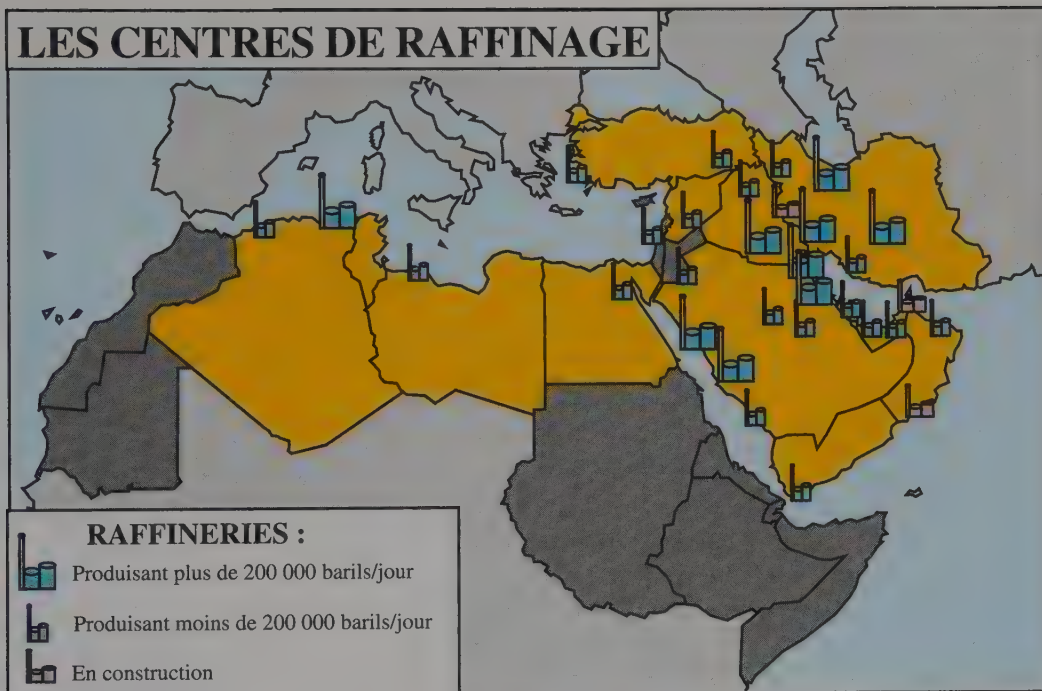 LES CENTRES DE RAFFINAGE
RAFFINERIES :
Produisant plus de 200 000 barils/jour
Produisant moins de 200 000 barils/jour
En construction